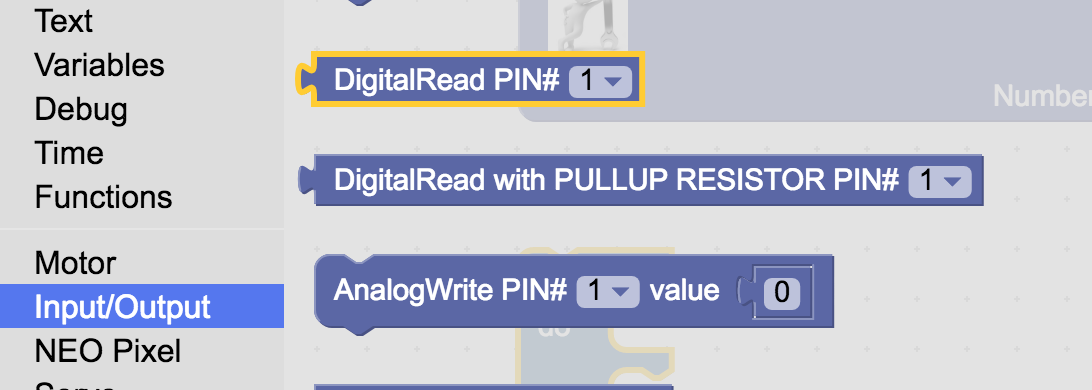 Text
Variables
Debug
Time
Functions
Motor
Input/Output
NEO Pixel
DigitalRead PIN# 1
Number
DigitalRead with PULLUP RESISTOR PIN# 1
AnalogWrite PIN# 1 value 0